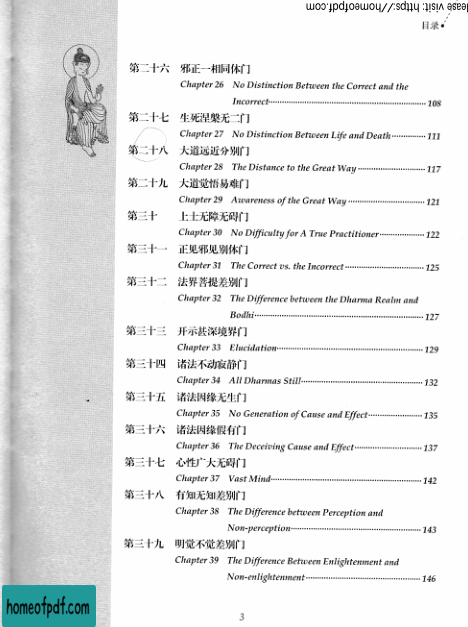 please visit: https://homeofpdf.com
目录
第二十六 邪正一相同体门
Chapter 26 No Distinction Between the Correct and the
Incorrect 108
第二十七 生死涅槃无二门
Chapter 27 No Distinction Between Life and Death 111
第二十八 大道远近分别门
Chapter 28 The Distance to the Great Way 117
第二十九 大道觉悟易难门
Chapter 29 Awareness of the Great Way 121
第三十 上士无障无碍门
Chapter 30 No Difficulty for A True Practitioner 122
第三十一 正见邪见别体门
Chapter 31 The Correct vs. the Incorrect 125
第三十二 法界菩提差别门
Chapter 32 The Difference between the Dharma Realm and
Bodhi 127
第三十三 开示甚深境界门
Chapter 33 Elucidation 129
第三十四 诸法不动寂静门
Chapter 34 All Dharmas Still 132
第三十五 诸法因缘无生门
Chapter 35 No Generation of Cause and Effect 135
第三十六 诸法因缘假有门
Chapter 36 The Deceiving Cause and Effect 137
第三十七 心性广大无碍门
Chapter 37 Vast Mind 142
第三十八 有知无知差别门
Chapter 38 The Difference between Perception and
Non-perception 143
第三十九 明觉不觉差别门
Chapter 39 The Difference Between Enlightenment and
Non-enlightenment 146
3
homeofpdf.com